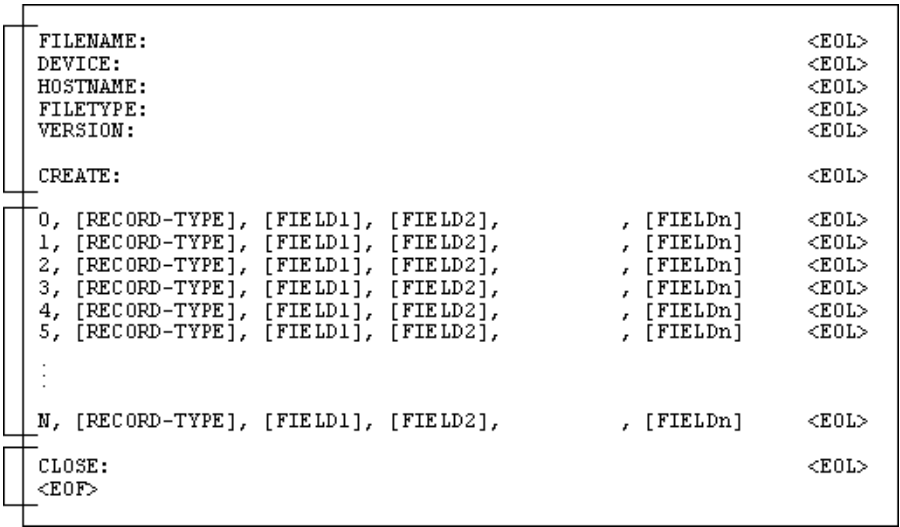 FILENAME: <EOL>
DEVICE: <EOL>
HOSTNAME: <EOL>
FILETYPE: <EOL>
VERSION: <EOL>
CREATE: <EOL>
0, [RECORD-TYPE], [FIELD1], [FIELD2], , [FIELDn] <EOL>
1, [RECORD-TYPE], [FIELD1], [FIELD2], , [FIELDn] <EOL>
2, [RECORD-TYPE], [FIELD1], [FIELD2], , [FIELDn] <EOL>
3, [RECORD-TYPE], [FIELD1], [FIELD2], , [FIELDn] <EOL>
4, [RECORD-TYPE], [FIELD1], [FIELD2], , [FIELDn] <EOL>
5, [RECORD-TYPE], [FIELD1], [FIELD2], , [FIELDn] <EOL>
⋮
N, [RECORD-TYPE], [FIELD1], [FIELD2], , [FIELDn] <EOL>
CLOSE: <EOL>
<EOF>